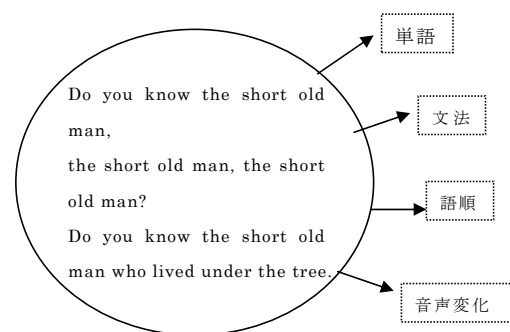 Do you know the short old
man,
the short old man, the short
old man?
Do you know the short old
man who lived under the tree.
単語
文法
語順
音声変化